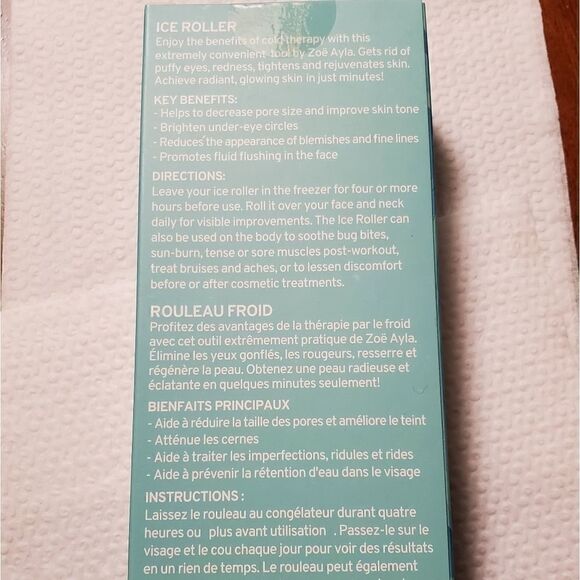 ICE ROLLER
Enjoy the benefits of cold therapy with this
extremely convenient tool by Zoë Ayla. Gets rid of
puffy eyes, redness, tightens and rejuvenates skin.
Achieve radiant, glowing skin in just minutes!
KEY BENEFITS:
- Helps to decrease pore size and improve skin tone
- Brighten under-eye circles
- Reduces the appearance of blemishes and fine lines
- Promotes fluid flushing in the face
DIRECTIONS:
Leave your ice roller in the freezer for four or more
hours before use. Roll it over your face and neck
daily for visible improvements. The Ice Roller can
also be used on the body to soothe bug bites,
sun-burn, tense or sore muscles post-workout,
treat bruises and aches, or to lessen discomfort
before or after cosmetic treatments.
ROULEAU FROID
Profitez des avantages de la thérapie par le froid
avec cet outil extrêmement pratique de Zoë Ayla.
Élimine les yeux gonflés, les rougeurs, resserre et
régénère la peau. Obtenez une peau radieuse et
éclatante en quelques minutes seulement!
BIENFAITS PRINCIPAUX
- Aide à réduire la taille des pores et améliore le teint
- Atténue les cernes
- Aide à traiter les imperfections, ridules et rides
- Aide à prévenir la rétention d'eau dans le visage
INSTRUCTIONS :
Laissez le rouleau au congélateur durant quatre
heures ou plus avant utilisation . Passez-le sur le
visage et le cou chaque jour pour voir des résultats
en un rien de temps. Le rouleau peut également